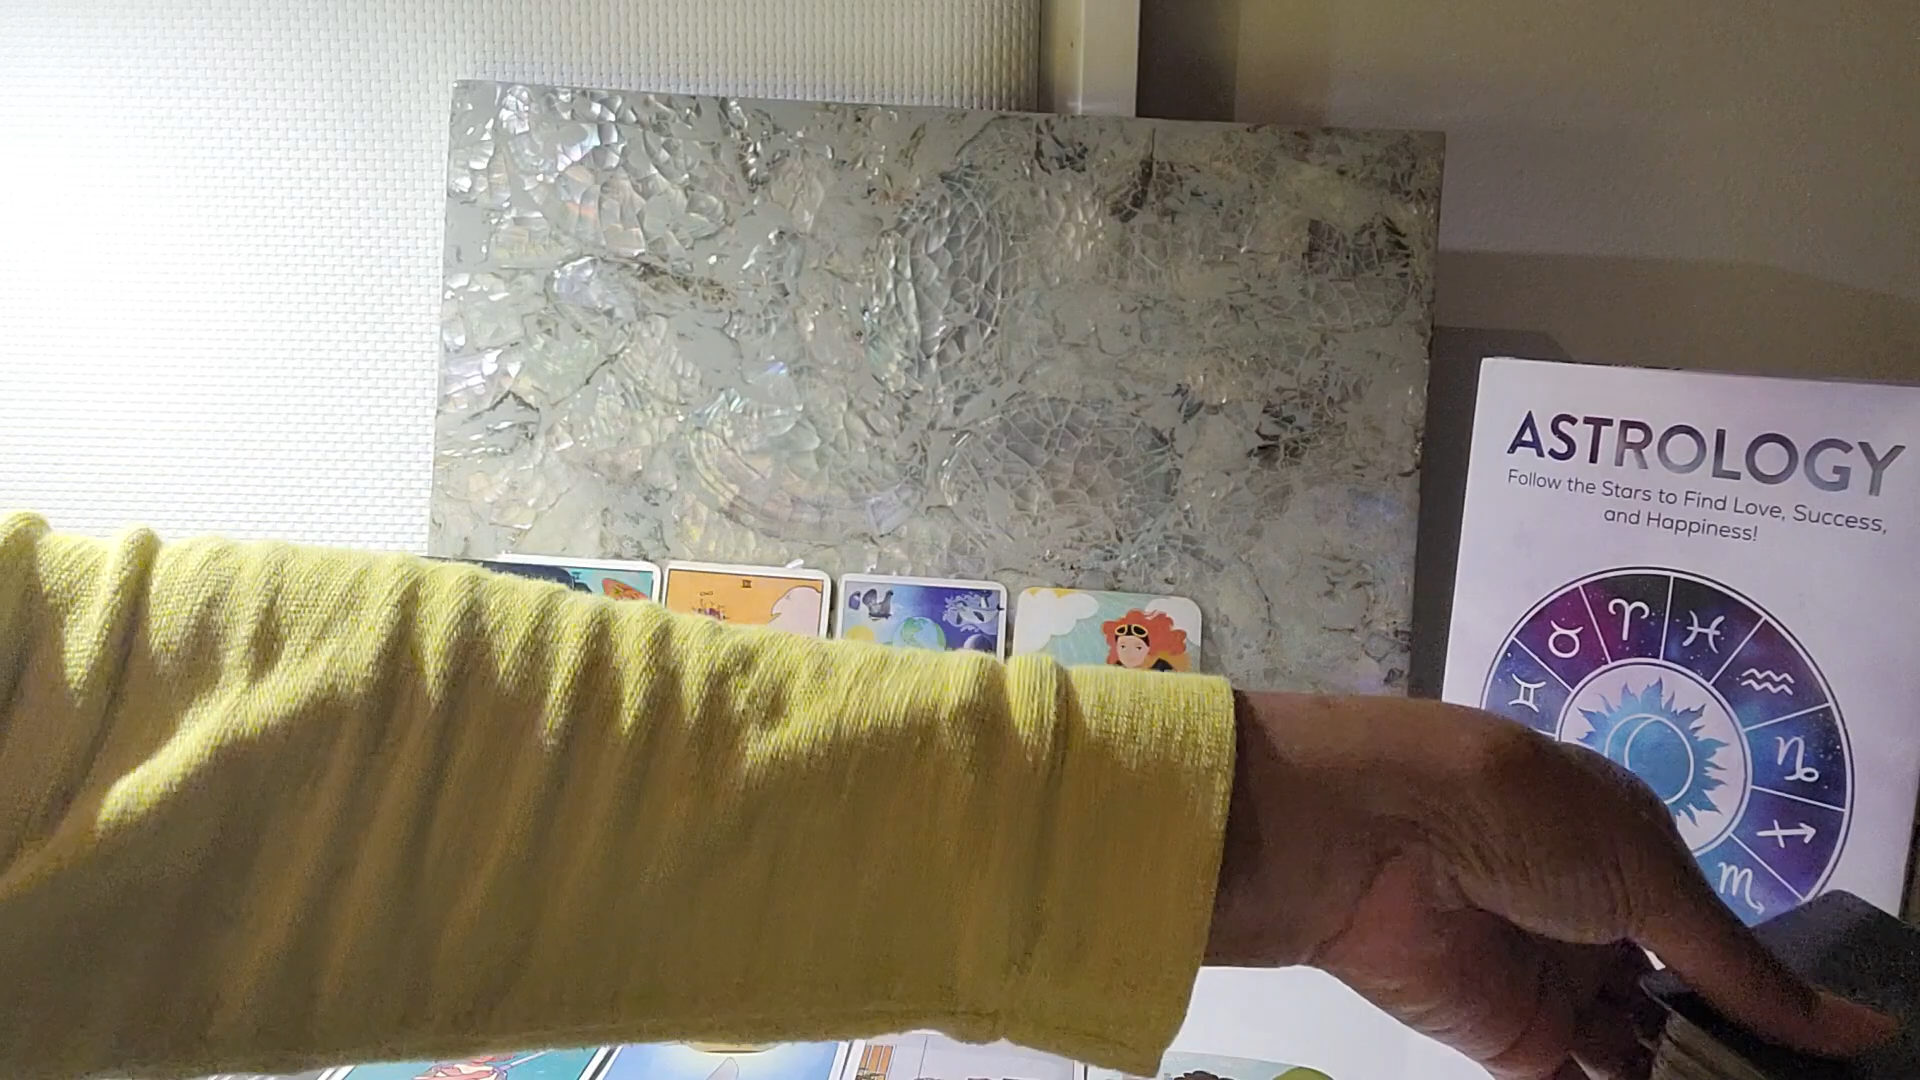 ASTROLOGY
Follow the Stars to Find Love, Success,
and Happiness!